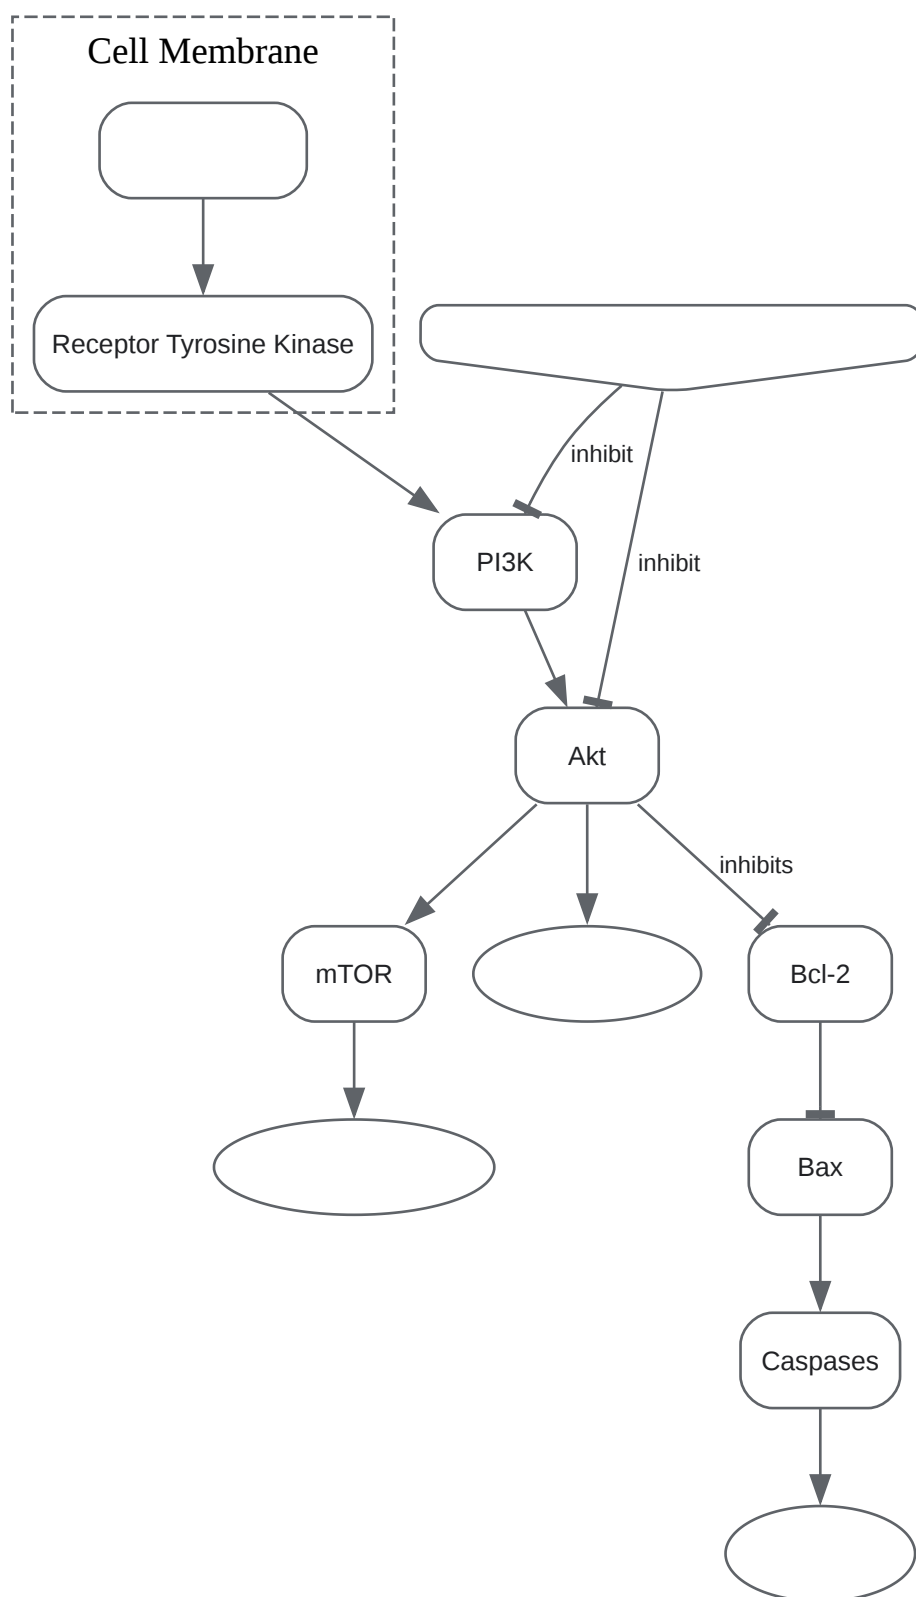 Cell Membrane
Receptor Tyrosine Kinase
inhibit
PI3K
inhibit
Akt
inhibits
mTOR
Bcl-2
Bax
Caspases